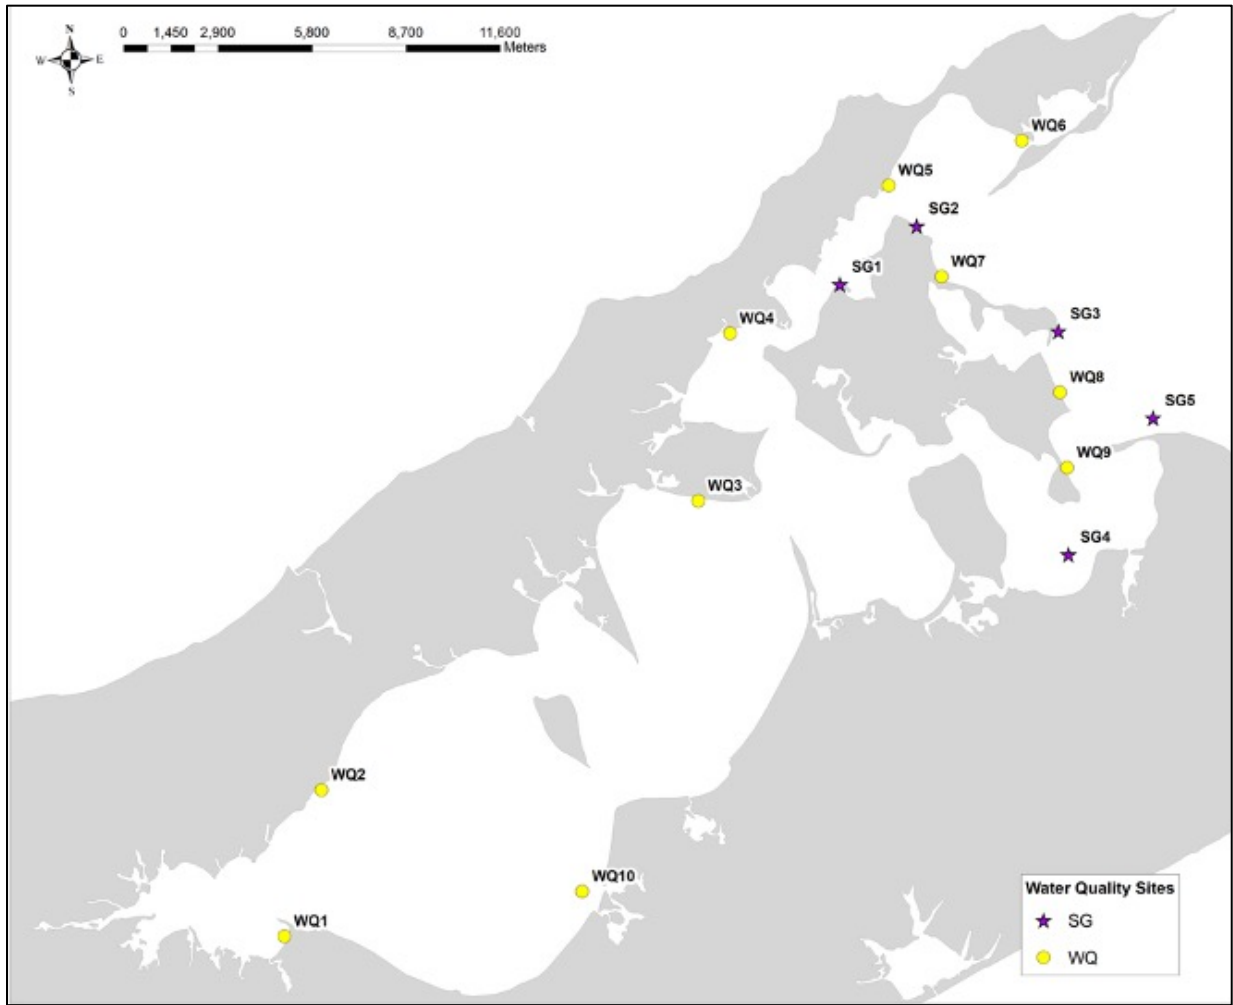 N
W E
S
0 1,450 2,900 5,800 8,700 11,600
Meters
WQ6
WQ5
SG2
WQ7
SG1
SG3
WQ4
WQ8
SG5
WQ9
WQ3
SG4
WQ2
WQ10
WQ1
Water Quality Sites
SG
WQ